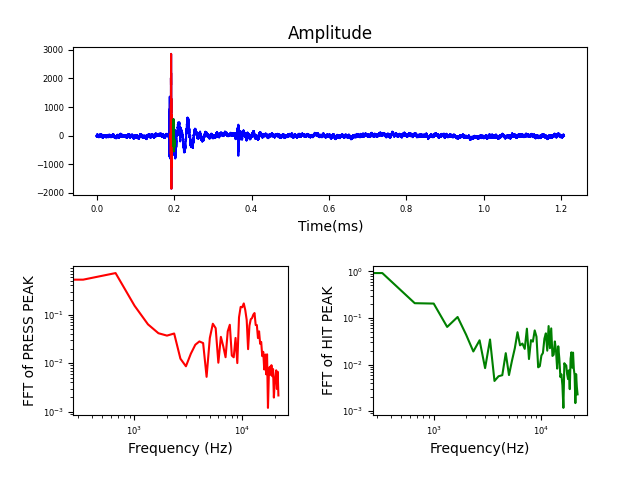 Amplitude
3000
2000
1000
0
−1000
−2000
0.0 0.2 0.4 0.6 0.8 1.0 1.2
Time(ms)
FFT of PRESS PEAK
10⁻¹
10⁻²
10⁻³
10³ 10⁴
Frequency (Hz)
FFT of HIT PEAK
10⁰
10⁻¹
10⁻²
10⁻³
10³ 10⁴
Frequency(Hz)